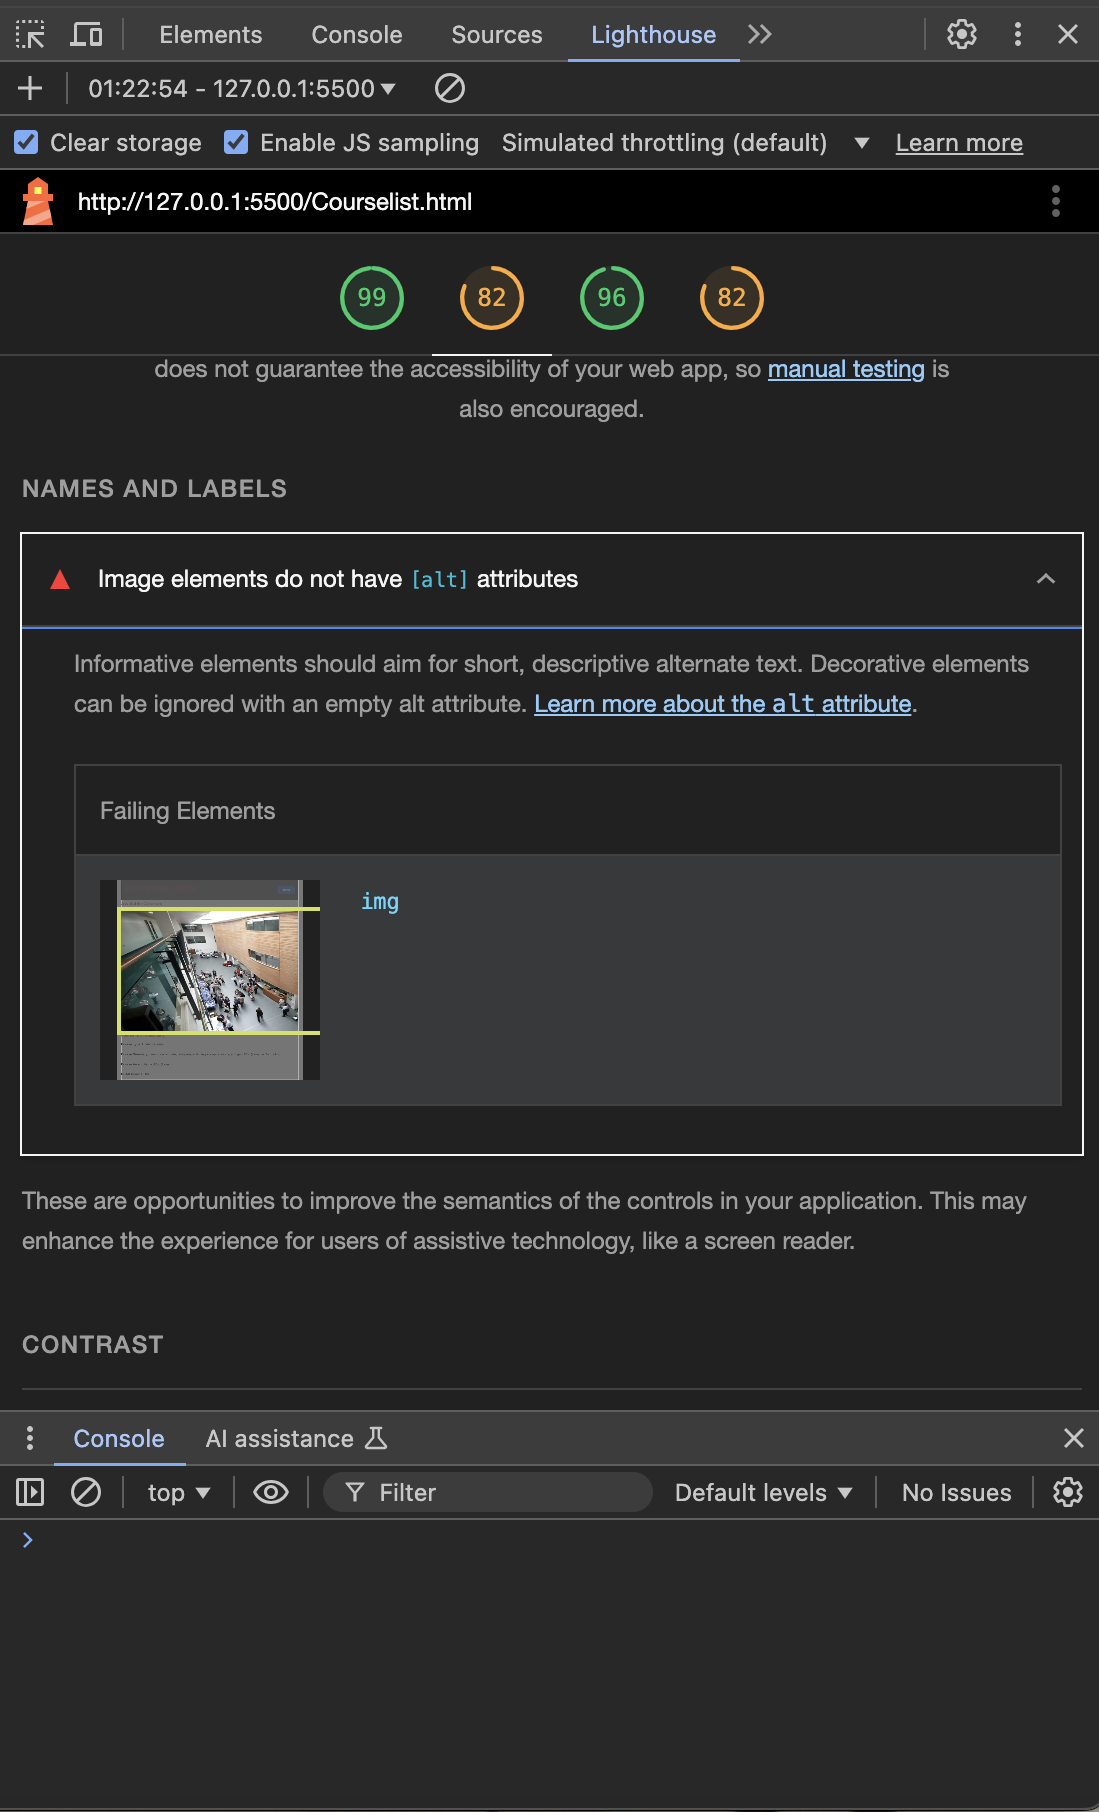 Elements Console Sources Lighthouse
01:22:54 - 127.0.0.1:5500
Clear storage Enable JS sampling Simulated throttling (default) Learn more
http://127.0.0.1:5500/Courselist.html
99 82 96 82
does not guarantee the accessibility of your web app, so manual testing is
also encouraged.
NAMES AND LABELS
Image elements do not have [alt] attributes
Informative elements should aim for short, descriptive alternate text. Decorative elements
can be ignored with an empty alt attribute. Learn more about the alt attribute.
Failing Elements
img
These are opportunities to improve the semantics of the controls in your application. This may
enhance the experience for users of assistive technology, like a screen reader.
CONTRAST
Console AI assistance
top Filter Default levels No Issues